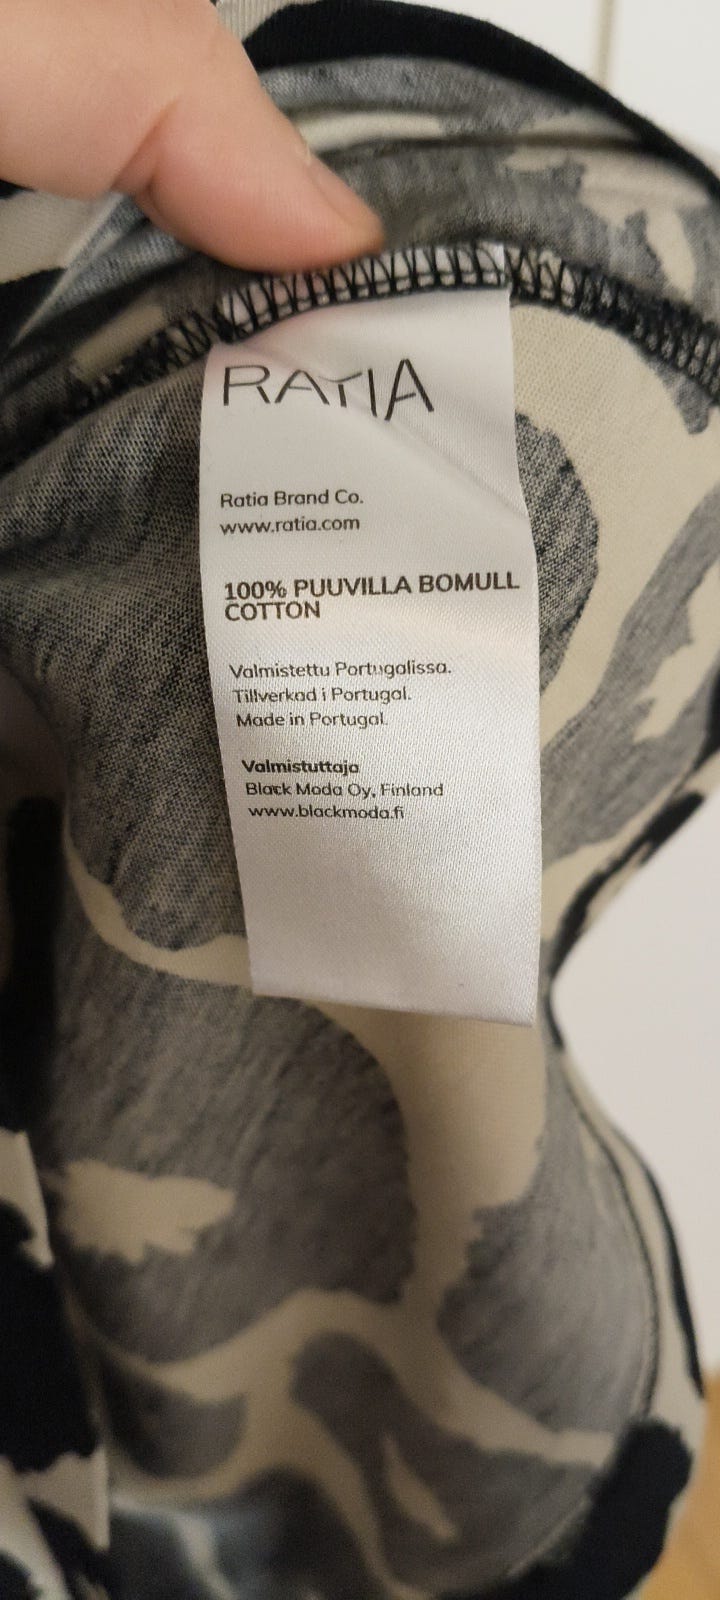 RATIA
Ratia Brand Co.
www.ratia.com
100% PUUVILLA BOMULL
COTTON
Valmistettu Portugalissa.
Tillverkad i Portugal.
Made in Portugal.
Valmistuttaja
Black Moda Oy, Finland
www.blackmoda.fi